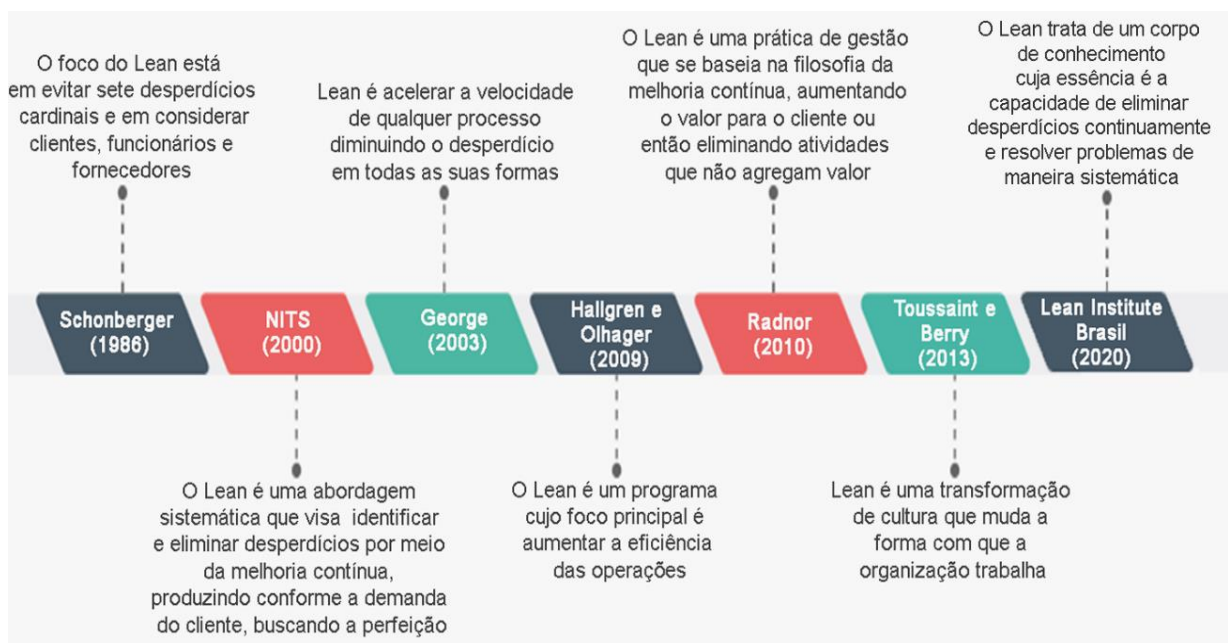 O foco do Lean está
em evitar sete desperdícios
cardinais e em considerar
clientes, funcionários e
fornecedores
Lean é acelerar a velocidade
de qualquer processo
diminuindo o desperdício
em todas as suas formas
O Lean é uma prática de gestão
que se baseia na filosofia da
melhoria contínua, aumentando
o valor para o cliente ou
então eliminando atividades
que não agregam valor
O Lean trata de um corpo
de conhecimento
cuja essência é a
capacidade de eliminar
desperdícios continuamente
e resolver problemas de
maneira sistemática
Schonberger
(1986)
NITS
(2000)
George
(2003)
Hallgren e
Olhager
(2009)
Radnor
(2010)
Toussaint e
Berry
(2013)
Lean Institute
Brasil
(2020)
O Lean é uma abordagem
sistemática que visa identificar
e eliminar desperdícios por meio
da melhoria contínua,
produzindo conforme a demanda
do cliente, buscando a perfeição
O Lean é um programa
cujo foco principal é
aumentar a eficiência
das operações
Lean é uma transformação
de cultura que muda a
forma com que a
organização trabalha